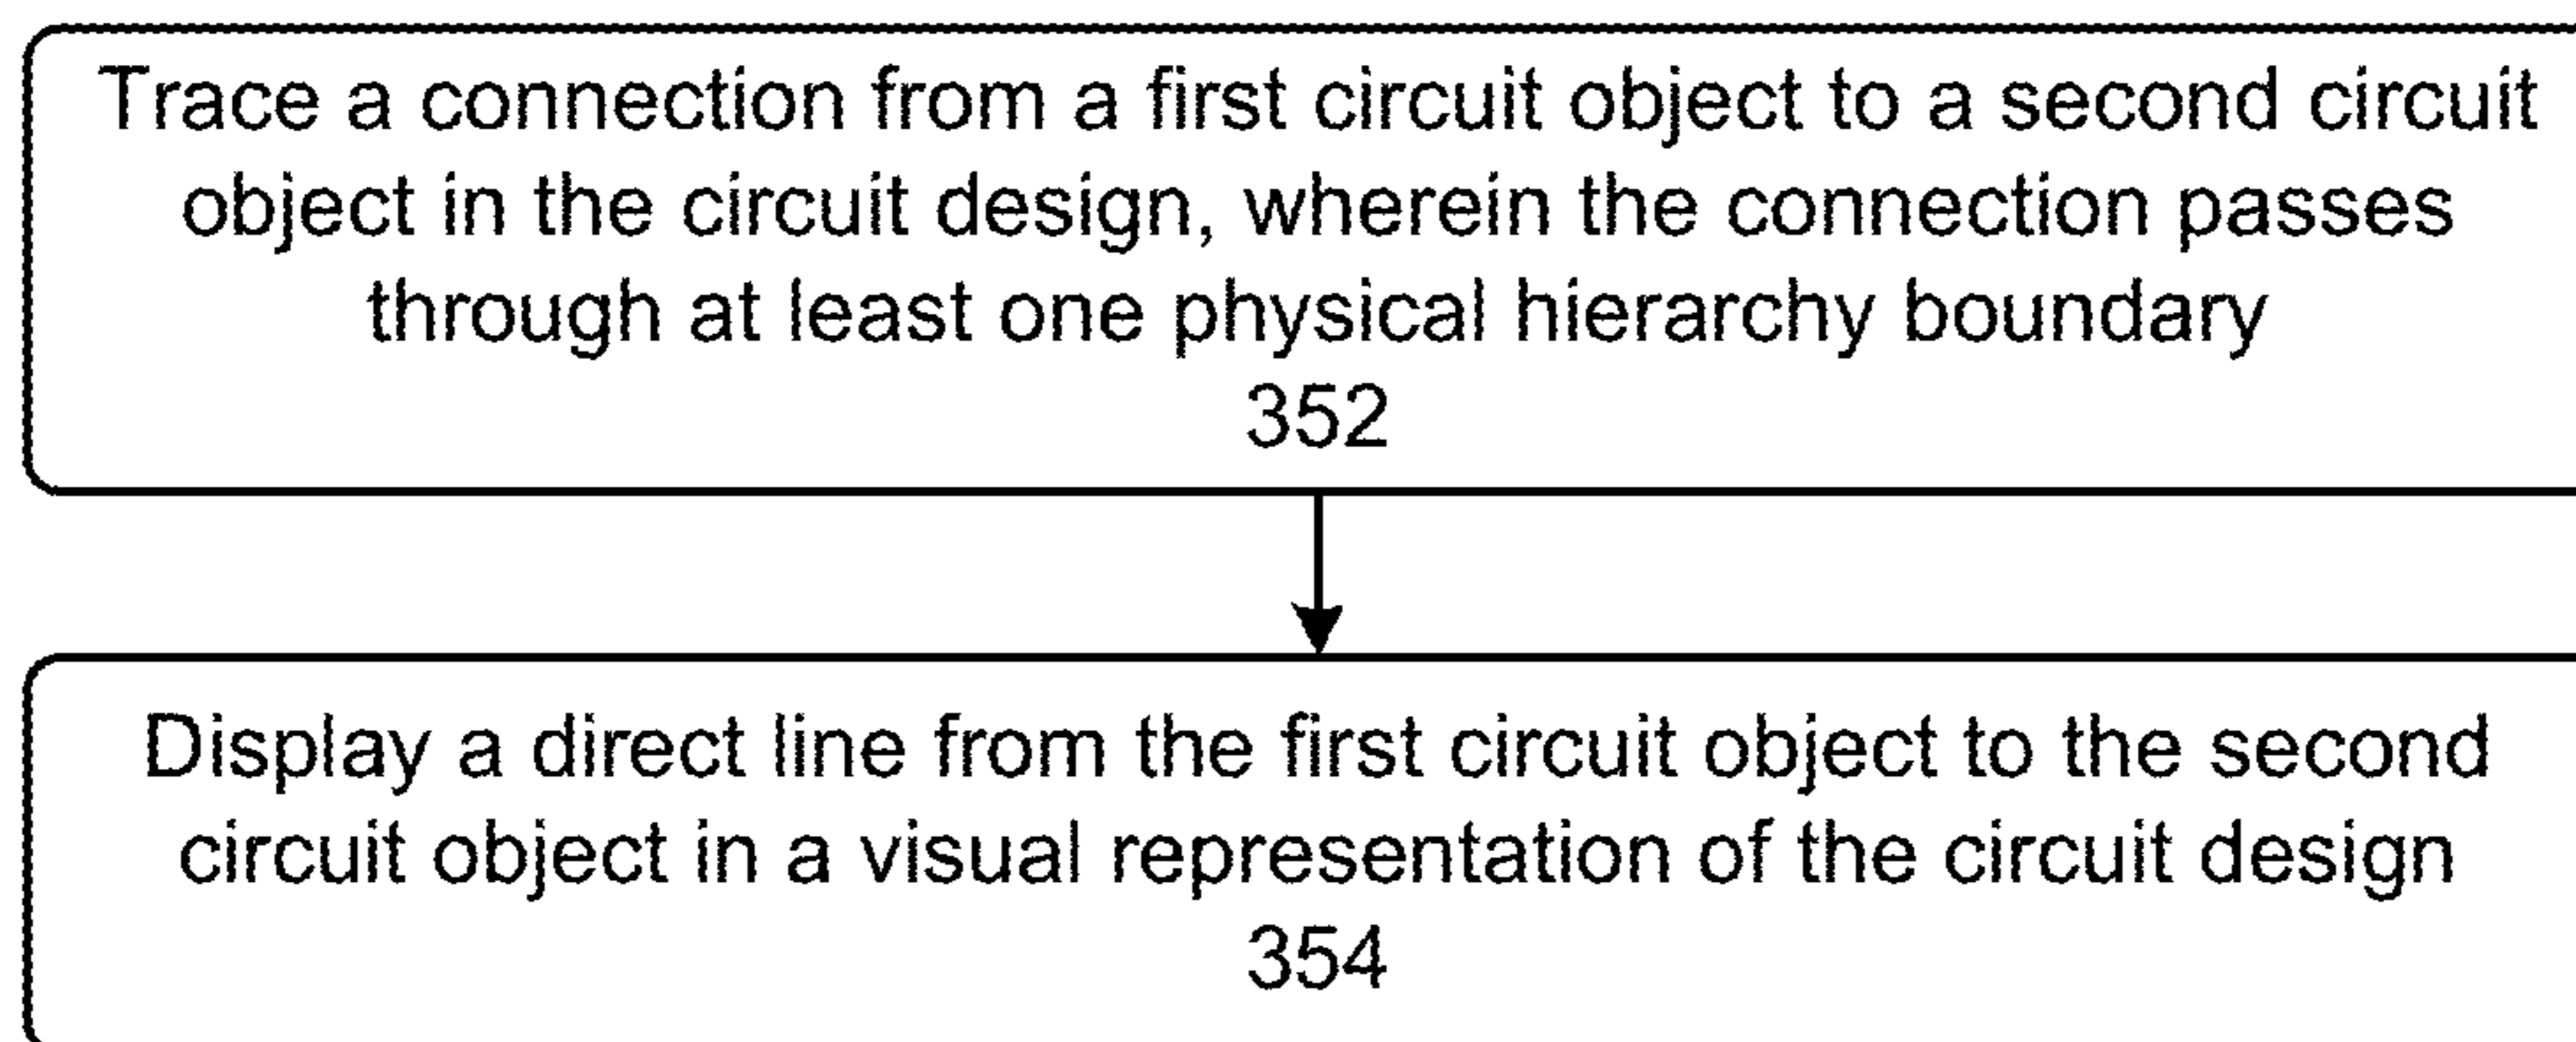 Trace a connection from a first circuit object to a second circuit
object in the circuit design, wherein the connection passes
through at least one physical hierarchy boundary
352
Display a direct line from the first circuit object to the second
circuit object in a visual representation of the circuit design
354